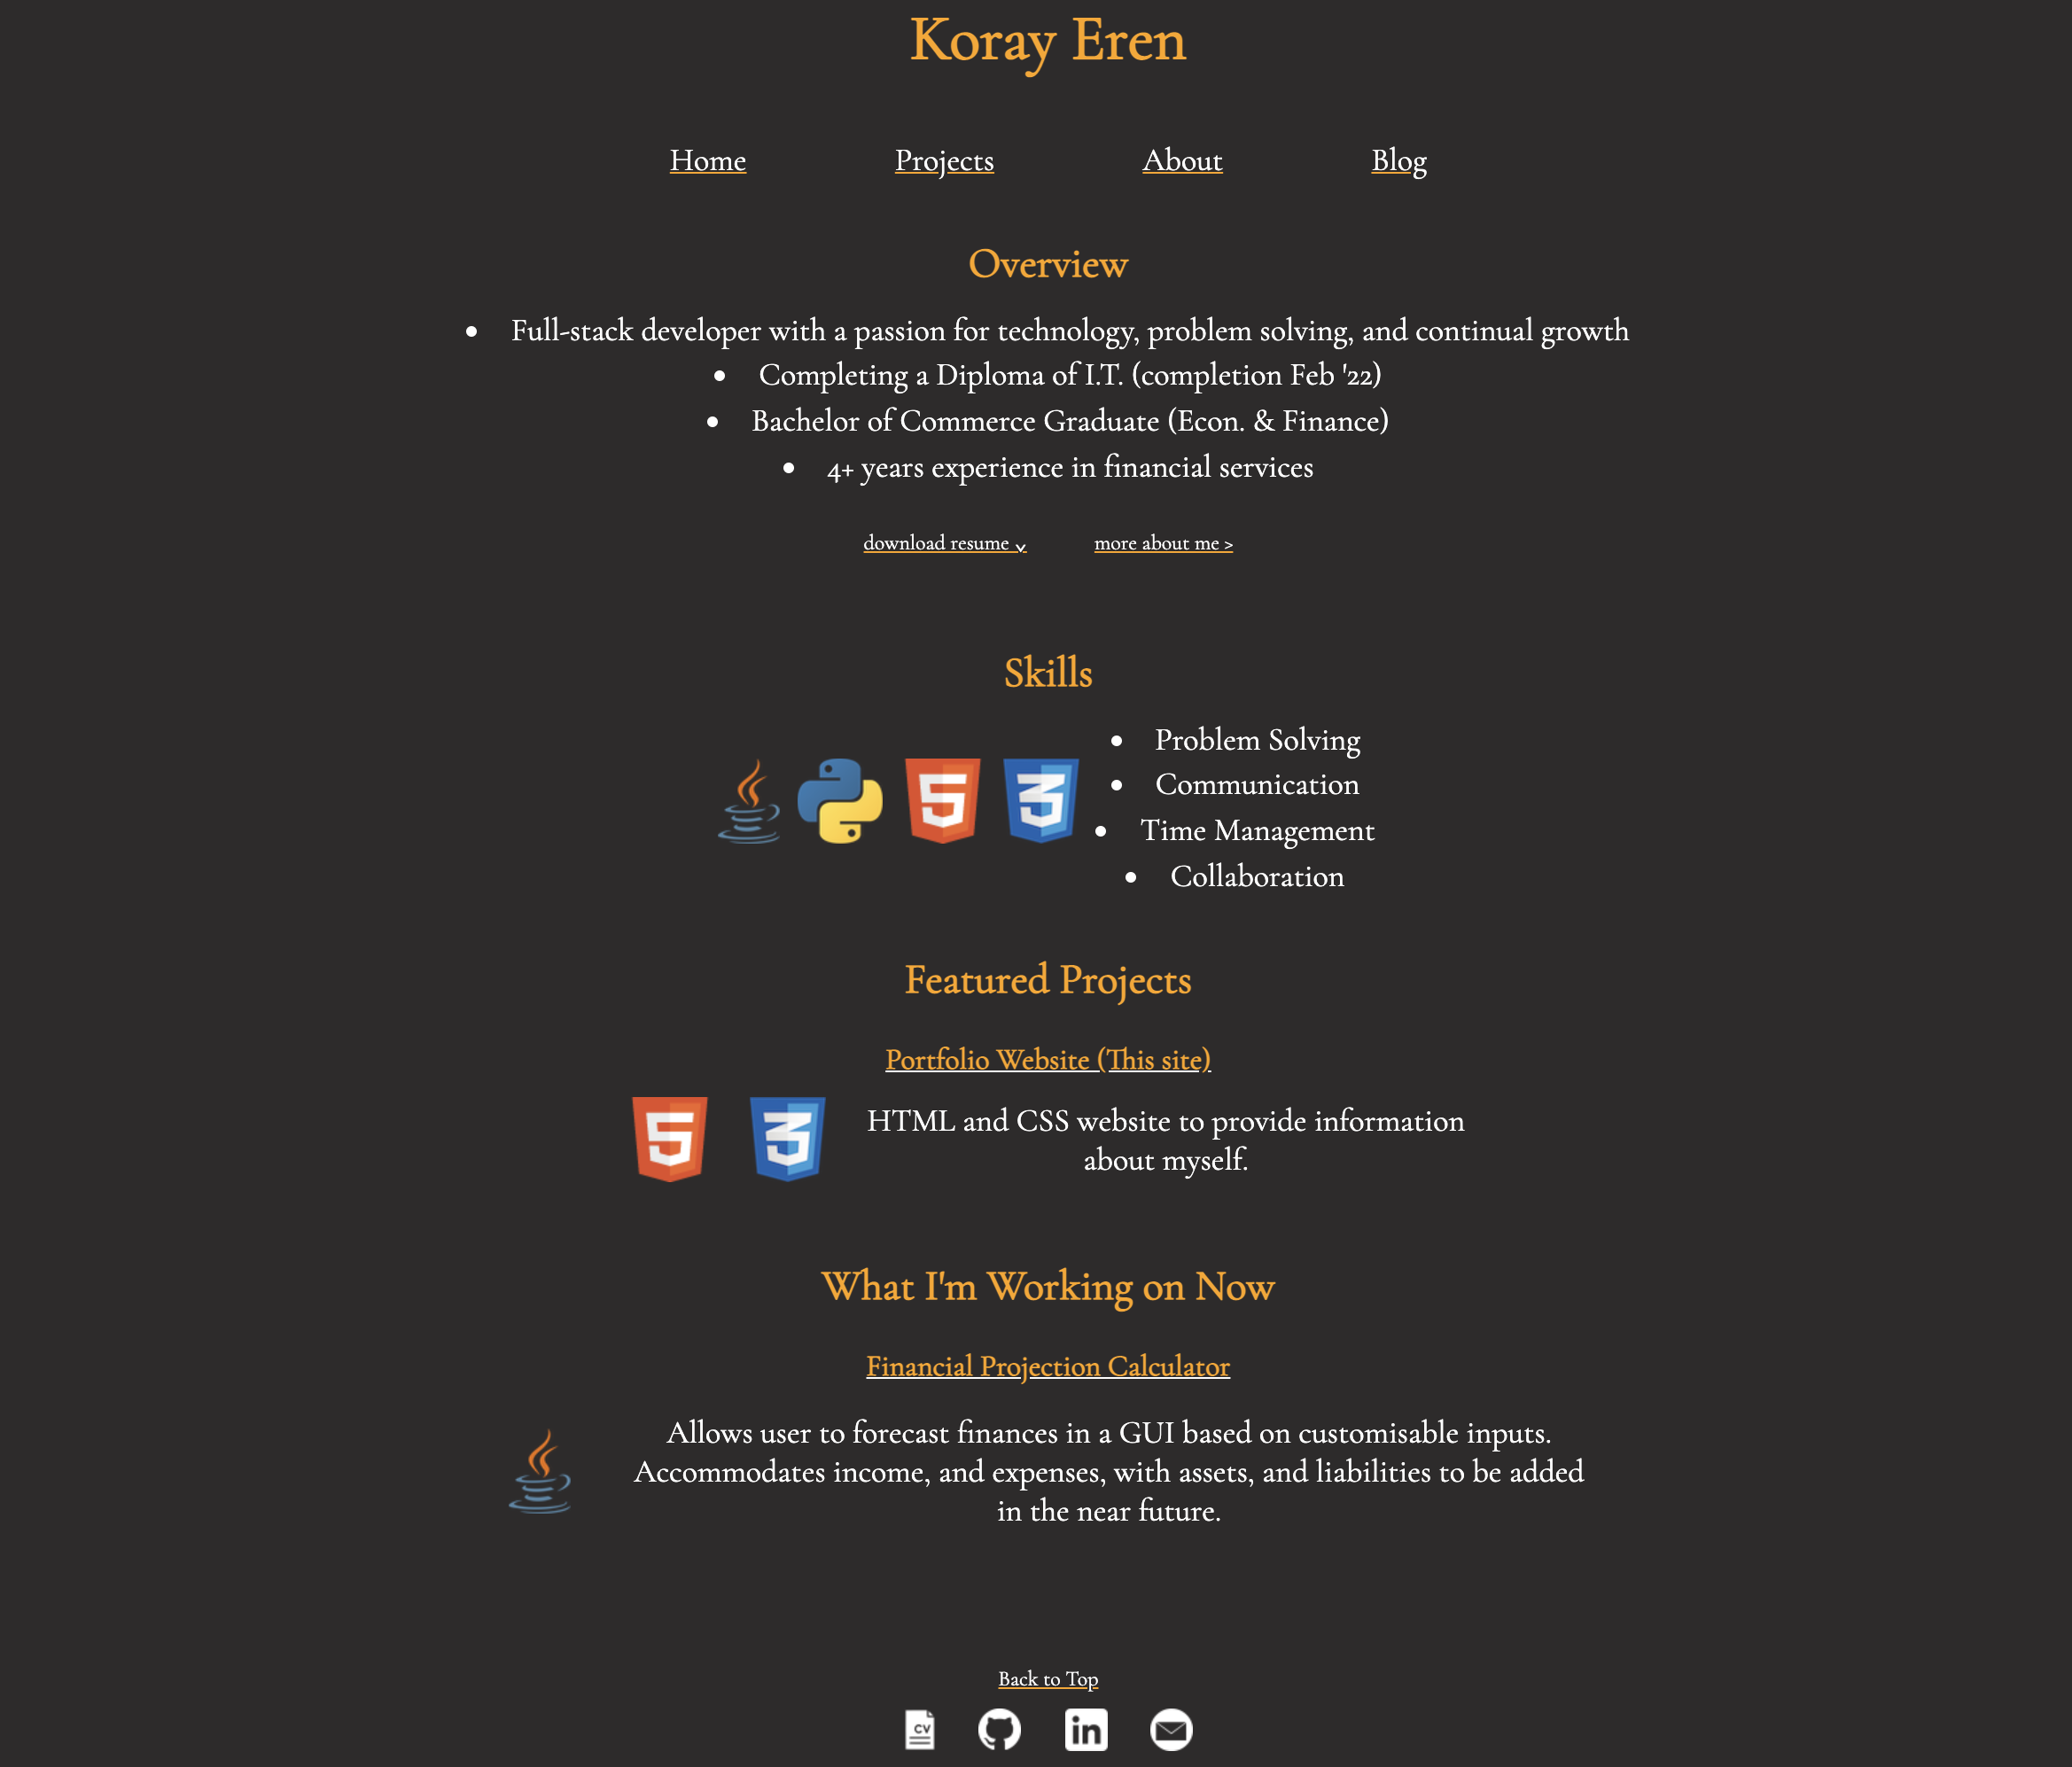 Koray Eren
Home Projects About Blog
Overview
• Full-stack developer with a passion for technology, problem solving, and continual growth
• Completing a Diploma of I.T. (completion Feb '22)
• Bachelor of Commerce Graduate (Econ. & Finance)
• 4+ years experience in financial services
download resume v more about me >
Skills
• Problem Solving
• Communication
• Time Management
• Collaboration
Featured Projects
Portfolio Website (This site)
HTML and CSS website to provide information
about myself.
What I'm Working on Now
Financial Projection Calculator
Allows user to forecast finances in a GUI based on customisable inputs.
Accommodates income, and expenses, with assets, and liabilities to be added
in the near future.
Back to Top
CV in